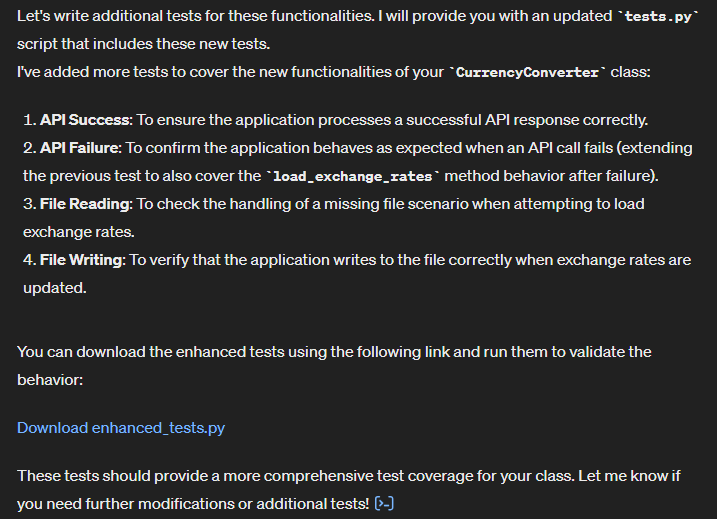 Let's write additional tests for these functionalities. I will provide you with an updated `tests.py`
script that includes these new tests.
I've added more tests to cover the new functionalities of your `CurrencyConverter` class:
1. API Success: To ensure the application processes a successful API response correctly.
2. API Failure: To confirm the application behaves as expected when an API call fails (extending
the previous test to also cover the `load_exchange_rates` method behavior after failure).
3. File Reading: To check the handling of a missing file scenario when attempting to load
exchange rates.
4. File Writing: To verify that the application writes to the file correctly when exchange rates are
updated.
You can download the enhanced tests using the following link and run them to validate the
behavior:
Download enhanced_tests.py
These tests should provide a more comprehensive test coverage for your class. Let me know if
you need further modifications or additional tests! [>-]